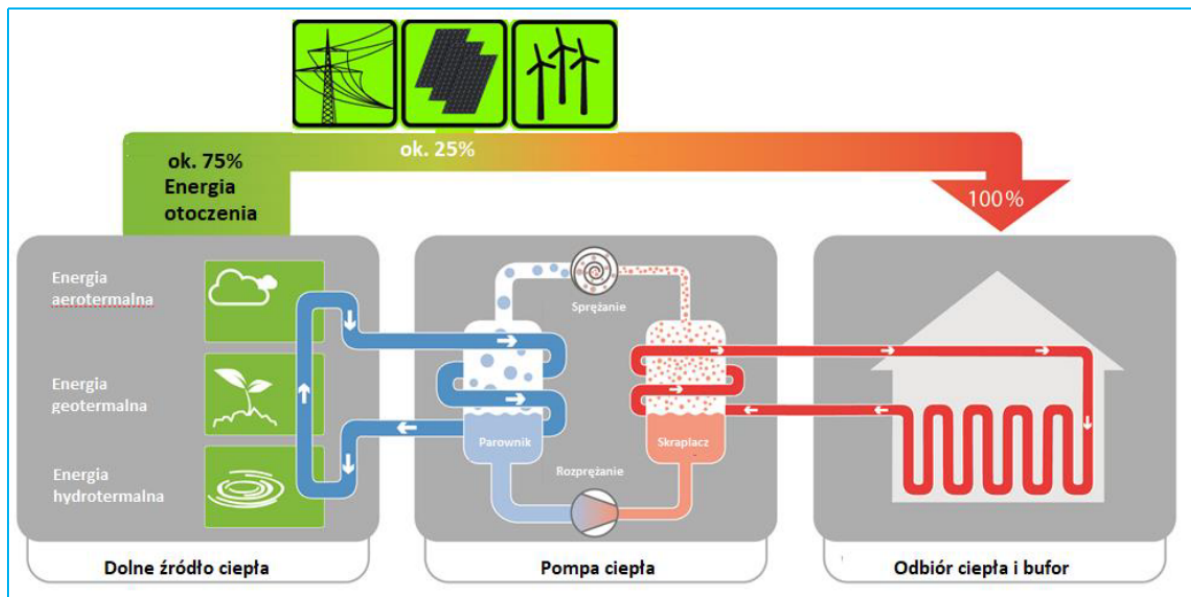 ok. 75%
Energia
otoczenia
ok. 25%
100%
Energia
aerotermalna
Energia
geotermalna
Energia
hydrotermalna
Sprężanie
Parownik
Skraplacz
Rozprężanie
Dolne źródło ciepła
Pompa ciepła
Odbiór ciepła i bufor